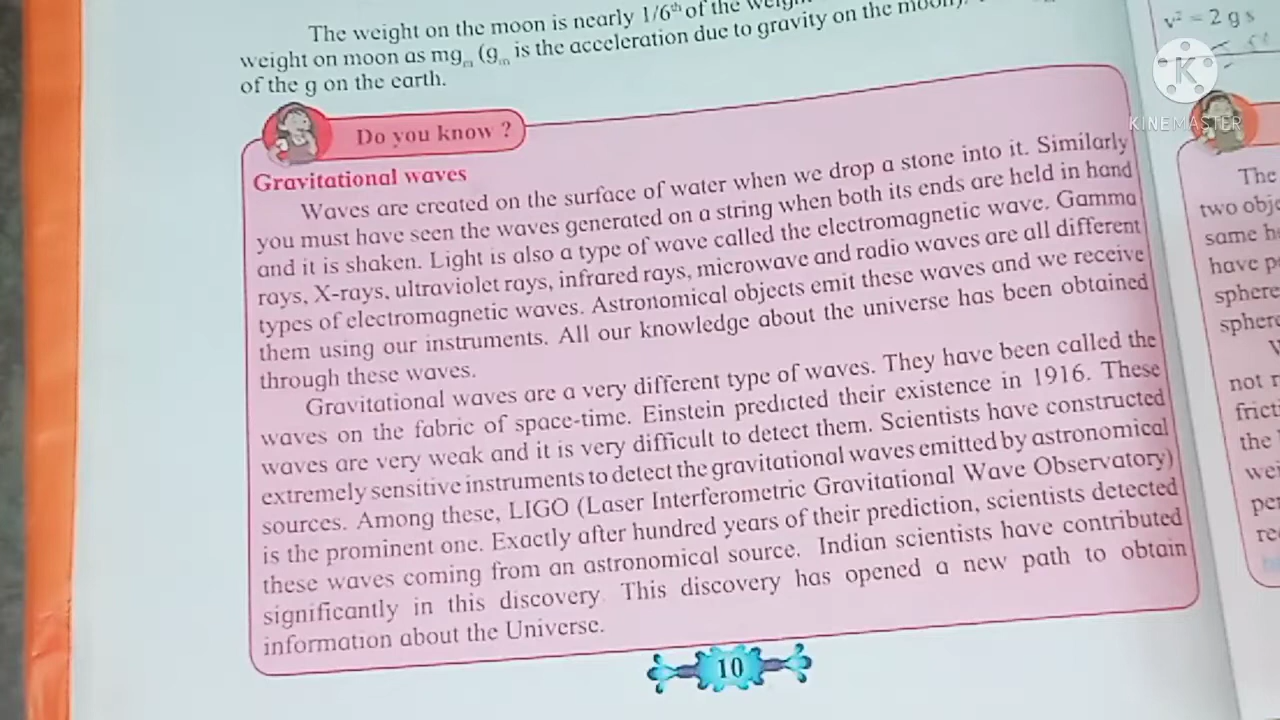 The weight on the moon is nearly 1/6th of the
weight on moon as mgm (gm is the acceleration due to gravity on the moon).
of the g on the earth.
Do you know ?
Gravitational waves
Waves are created on the surface of water when we drop a stone into it. Similarly
you must have seen the waves generated on a string when both its ends are held in hand
and it is shaken. Light is also a type of wave called the electromagnetic wave. Gamma
rays, X-rays, ultraviolet rays, infrared rays, microwave and radio waves are all different
types of electromagnetic waves. Astronomical objects emit these waves and we receive
them using our instruments. All our knowledge about the universe has been obtained
through these waves.
Gravitational waves are a very different type of waves. They have been called the
waves on the fabric of space-time. Einstein predicted their existence in 1916. These
waves are very weak and it is very difficult to detect them. Scientists have constructed
extremely sensitive instruments to detect the gravitational waves emitted by astronomical
sources. Among these, LIGO (Laser Interferometric Gravitational Wave Observatory)
is the prominent one. Exactly after hundred years of their prediction, scientists detected
these waves coming from an astronomical source. Indian scientists have contributed
significantly in this discovery. This discovery has opened a new path to obtain
information about the Universe.
10
v² = 2 g s
K
KINEMASTER
The
two
same
have
sphere
not
the